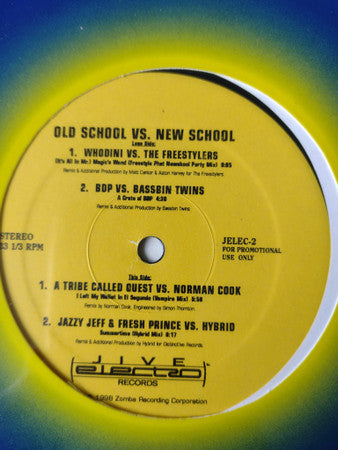 OLD SCHOOL VS. NEW SCHOOL
Less Side:
1. WHODINI VS. THE FREESTYLERS
(It's All In Mr.) Magic's Wand (Freestyle Phat Newskool Party Mix) 6:05
Remix & Additional Production by Matt Cantor & Aston Harvey for The Freestylers
2. BDP VS. BASSBIN TWINS
A Crate of BDP 4:30
Remix & Additional Production by Bassbin Twins
STEREO
33 1/3 RPM
JELEC-2
FOR PROMOTIONAL
USE ONLY
This Side:
1. A TRIBE CALLED QUEST VS. NORMAN COOK
I Left My Wallet In El Segundo (Vampire Mix) 5:58
Remix by Norman Cook, Engineered by Simon Thornton
2. JAZZY JEFF & FRESH PRINCE VS. HYBRID
Summertime (Hybrid Mix) 8:17
Remix & Additional Production by Hybrid for Distinctive Records
JIVE
electro
RECORDS
© 1998 Zomba Recording Corporation